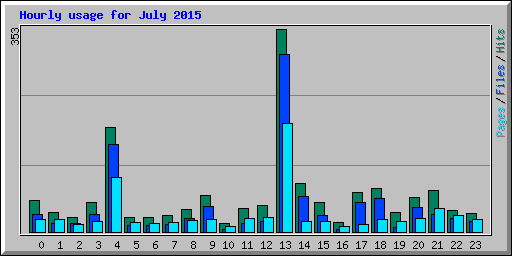 Hourly usage for July 2015
353
Pages / Files / Hits
0 1 2 3 4 5 6 7 8 9 10 11 12 13 14 15 16 17 18 19 20 21 22 23